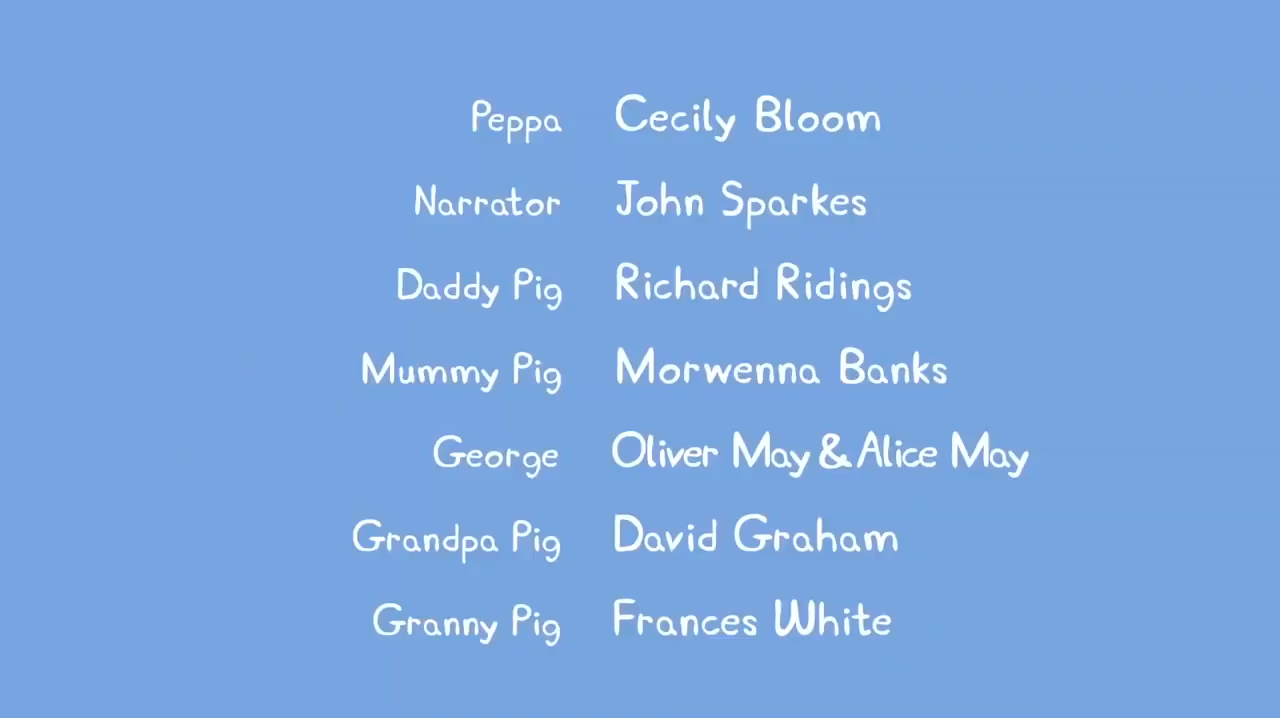 Peppa Cecily Bloom
Narrator John Sparkes
Daddy Pig Richard Ridings
Mummy Pig Morwenna Banks
George Oliver May & Alice May
Grandpa Pig David Graham
Granny Pig Frances White